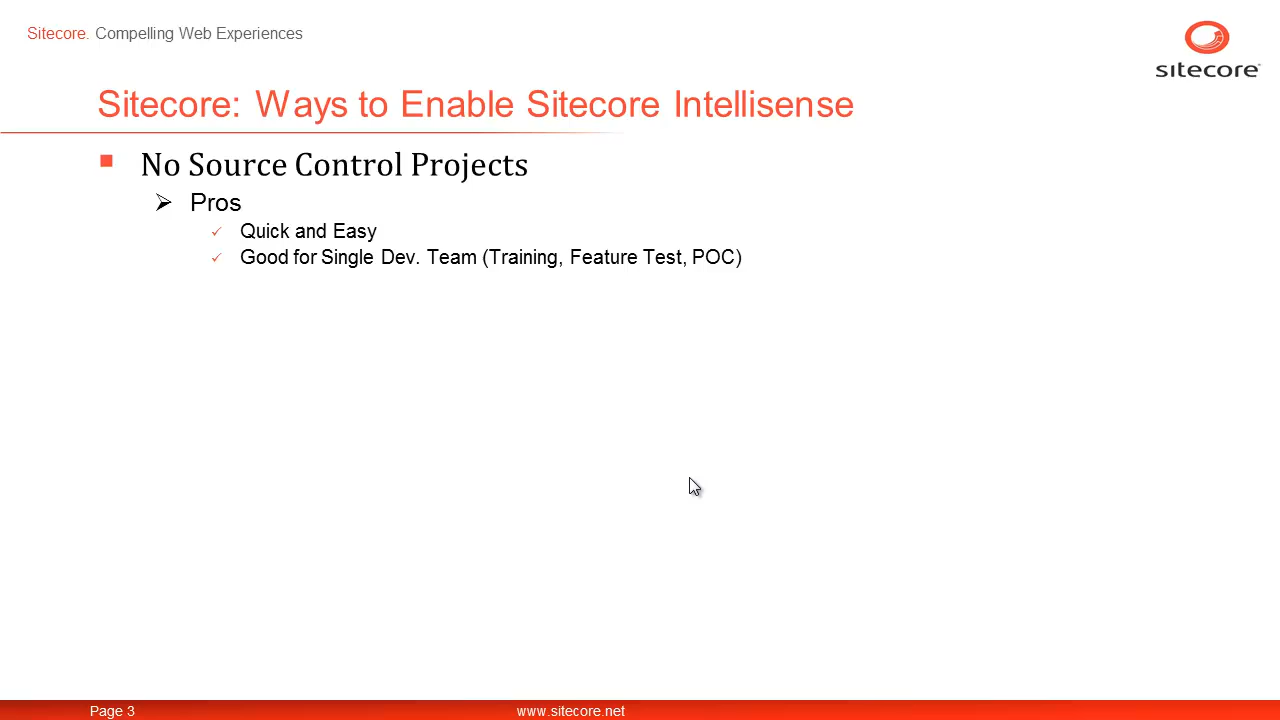 Sitecore. Compelling Web Experiences
sitecore
Sitecore: Ways to Enable Sitecore Intellisense
No Source Control Projects
Pros
Quick and Easy
Good for Single Dev. Team (Training, Feature Test, POC)
Page 3
www.sitecore.net